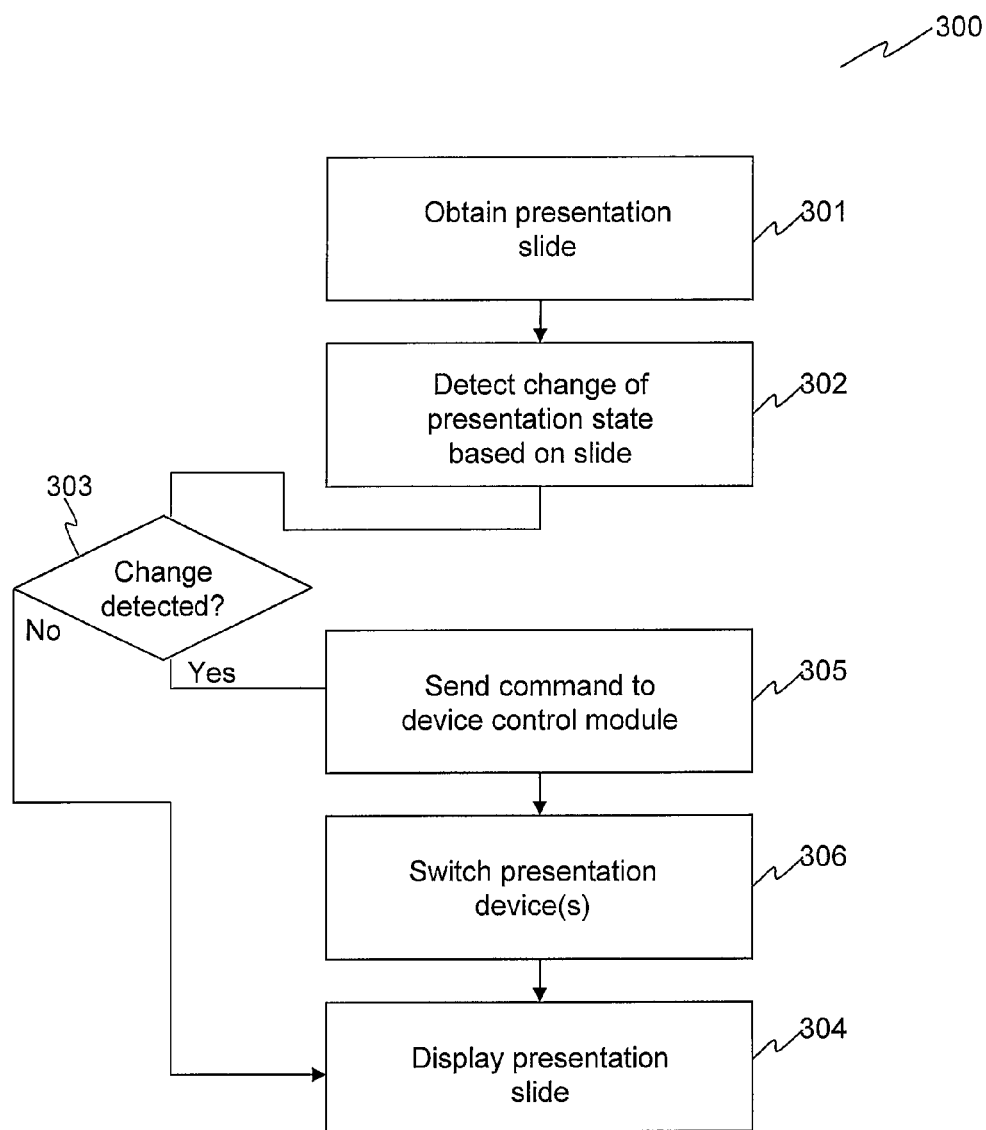 300
Obtain presentation
slide
301
Detect change of
presentation state
based on slide
302
303
Change
detected?
No
Yes
Send command to
device control module
305
Switch presentation
device(s)
306
Display presentation
slide
304